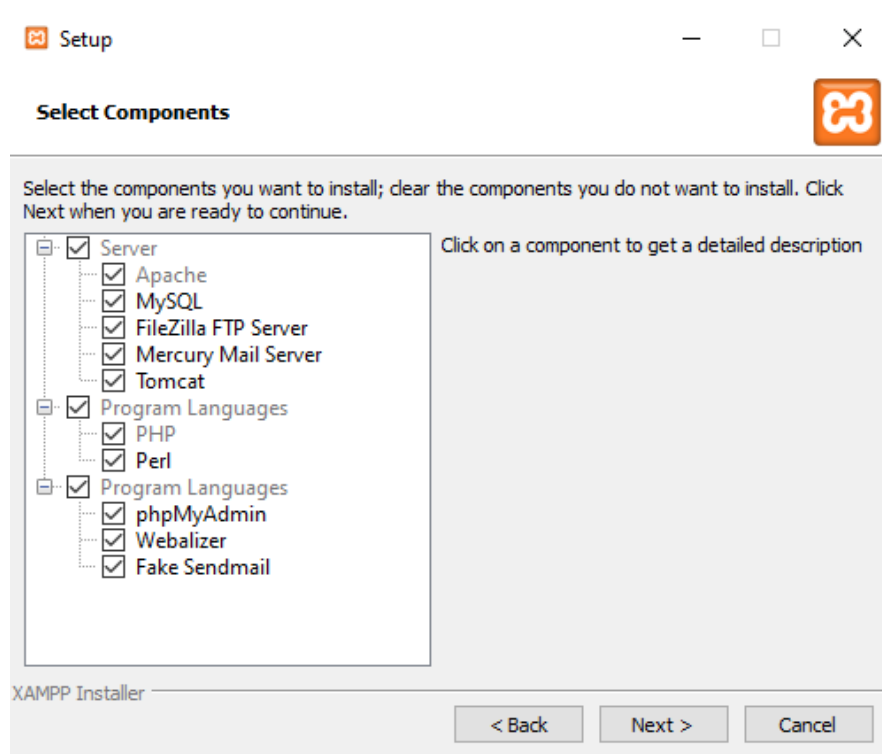 Setup
Select Components
Select the components you want to install; clear the components you do not want to install. Click
Next when you are ready to continue.
Server
Apache
MySQL
FileZilla FTP Server
Mercury Mail Server
Tomcat
Program Languages
PHP
Perl
Program Languages
phpMyAdmin
Webalizer
Fake Sendmail
Click on a component to get a detailed description
XAMPP Installer
< Back
Next >
Cancel